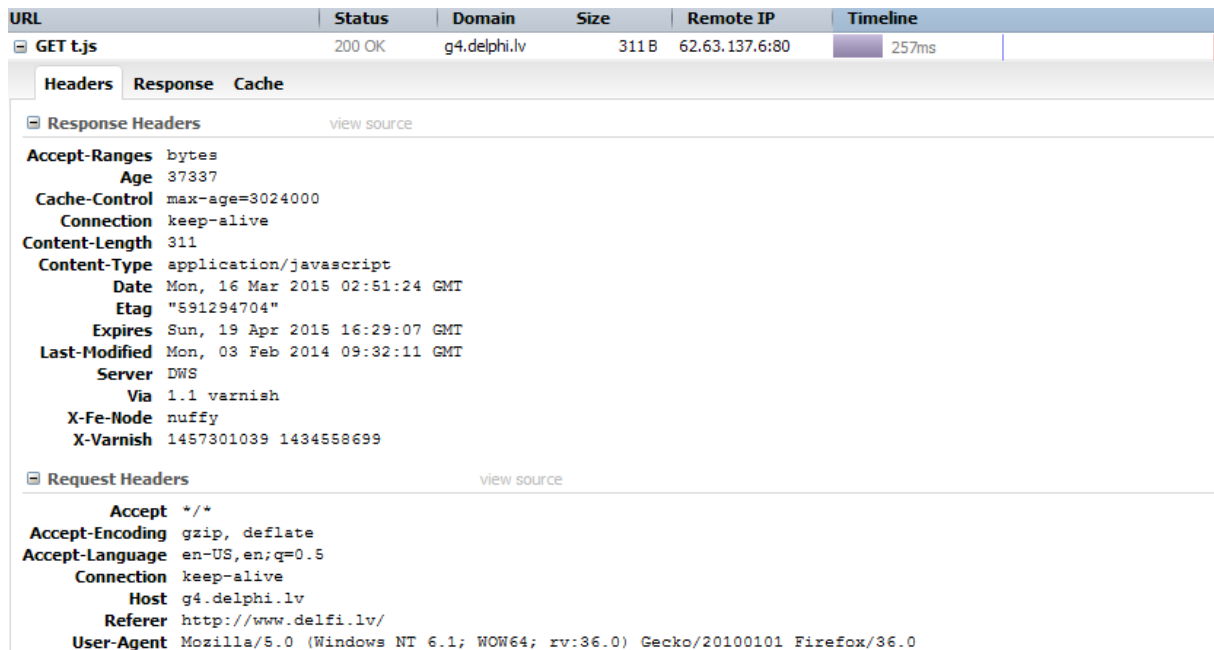 URL Status Domain Size Remote IP Timeline
GET t.js 200 OK g4.delphi.lv 311 B 62.63.137.6:80 257ms
Headers Response Cache
Response Headers view source
Accept-Ranges bytes
Age 37337
Cache-Control max-age=3024000
Connection keep-alive
Content-Length 311
Content-Type application/javascript
Date Mon, 16 Mar 2015 02:51:24 GMT
Etag "591294704"
Expires Sun, 19 Apr 2015 16:29:07 GMT
Last-Modified Mon, 03 Feb 2014 09:32:11 GMT
Server DWS
Via 1.1 varnish
X-Fe-Node nuffy
X-Varnish 1457301039 1434558699
Request Headers view source
Accept */*
Accept-Encoding gzip, deflate
Accept-Language en-US,en;q=0.5
Connection keep-alive
Host g4.delphi.lv
Referer http://www.delfi.lv/
User-Agent Mozilla/5.0 (Windows NT 6.1; WOW64; rv:36.0) Gecko/20100101 Firefox/36.0